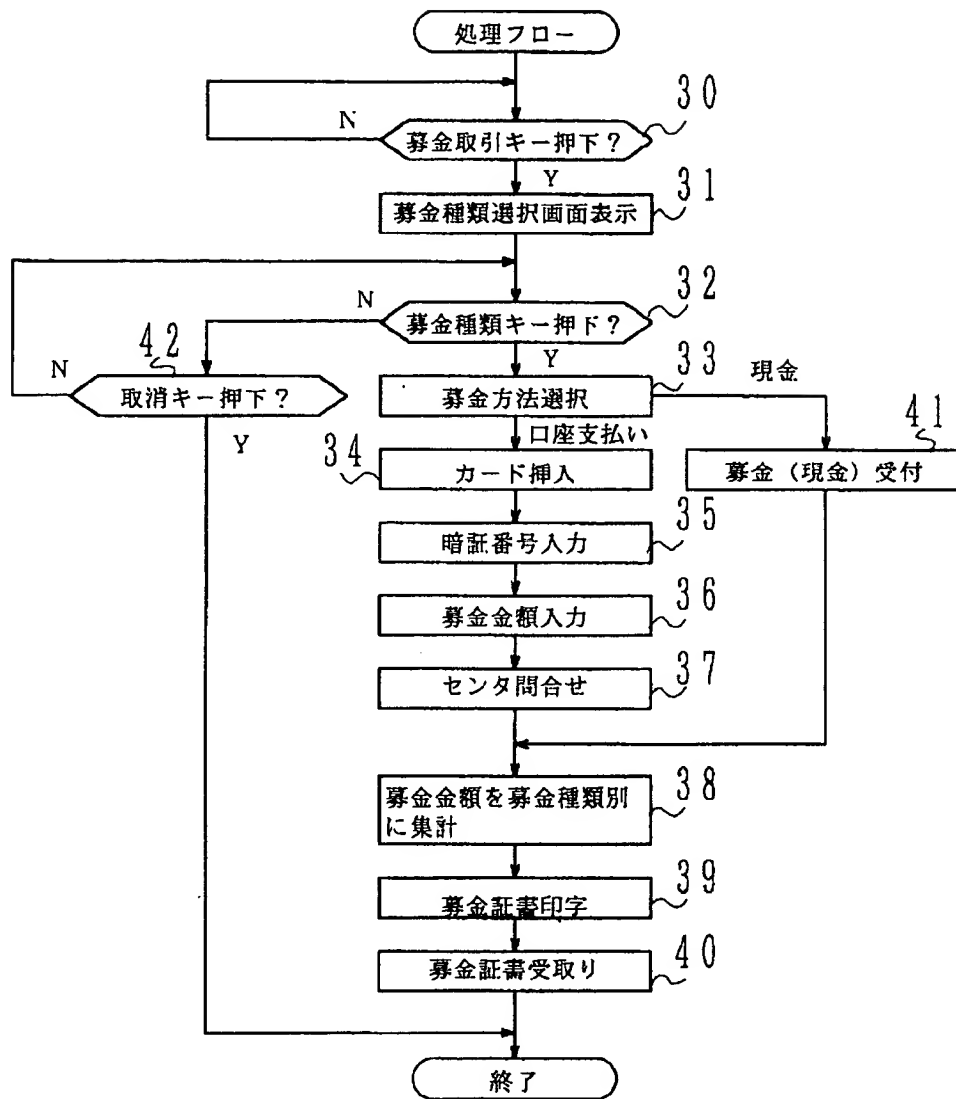 処理フロー
30
N
募金取引キー押下?
Y
31
募金種類選択画面表示
32
N
募金種類キー押下?
42
Y
33
N
現金
取消キー押下?
募金方法選択
41
Y
口座支払い
34
カード挿入
募金（現金）受付
35
暗証番号入力
36
募金金額入力
37
センタ問合せ
38
募金金額を募金種類別
に集計
39
募金証書印字
40
募金証書受取り
終了